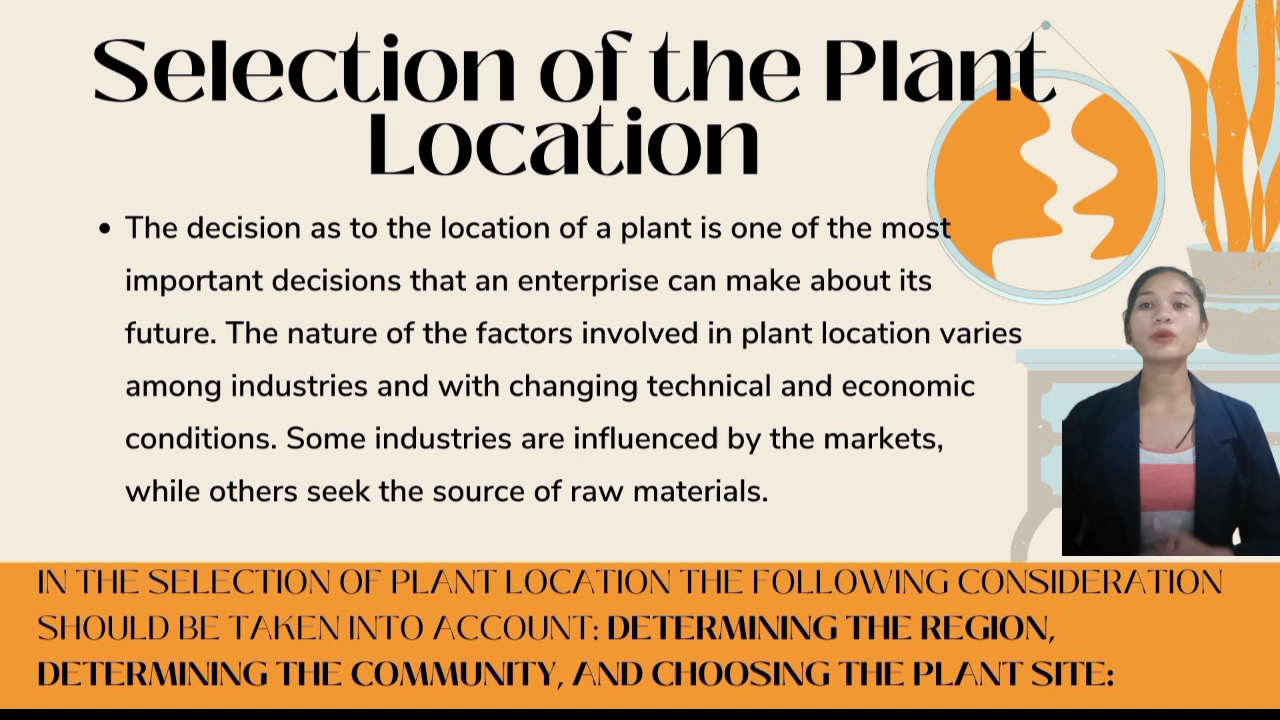 Selection of the Plant
Location
• The decision as to the location of a plant is one of the most
important decisions that an enterprise can make about its
future. The nature of the factors involved in plant location varies
among industries and with changing technical and economic
conditions. Some industries are influenced by the markets,
while others seek the source of raw materials.
IN THE SELECTION OF PLANT LOCATION THE FOLLOWING CONSIDERATION
SHOULD BE TAKEN INTO ACCOUNT: DETERMINING THE REGION,
DETERMINING THE COMMUNITY, AND CHOOSING THE PLANT SITE: